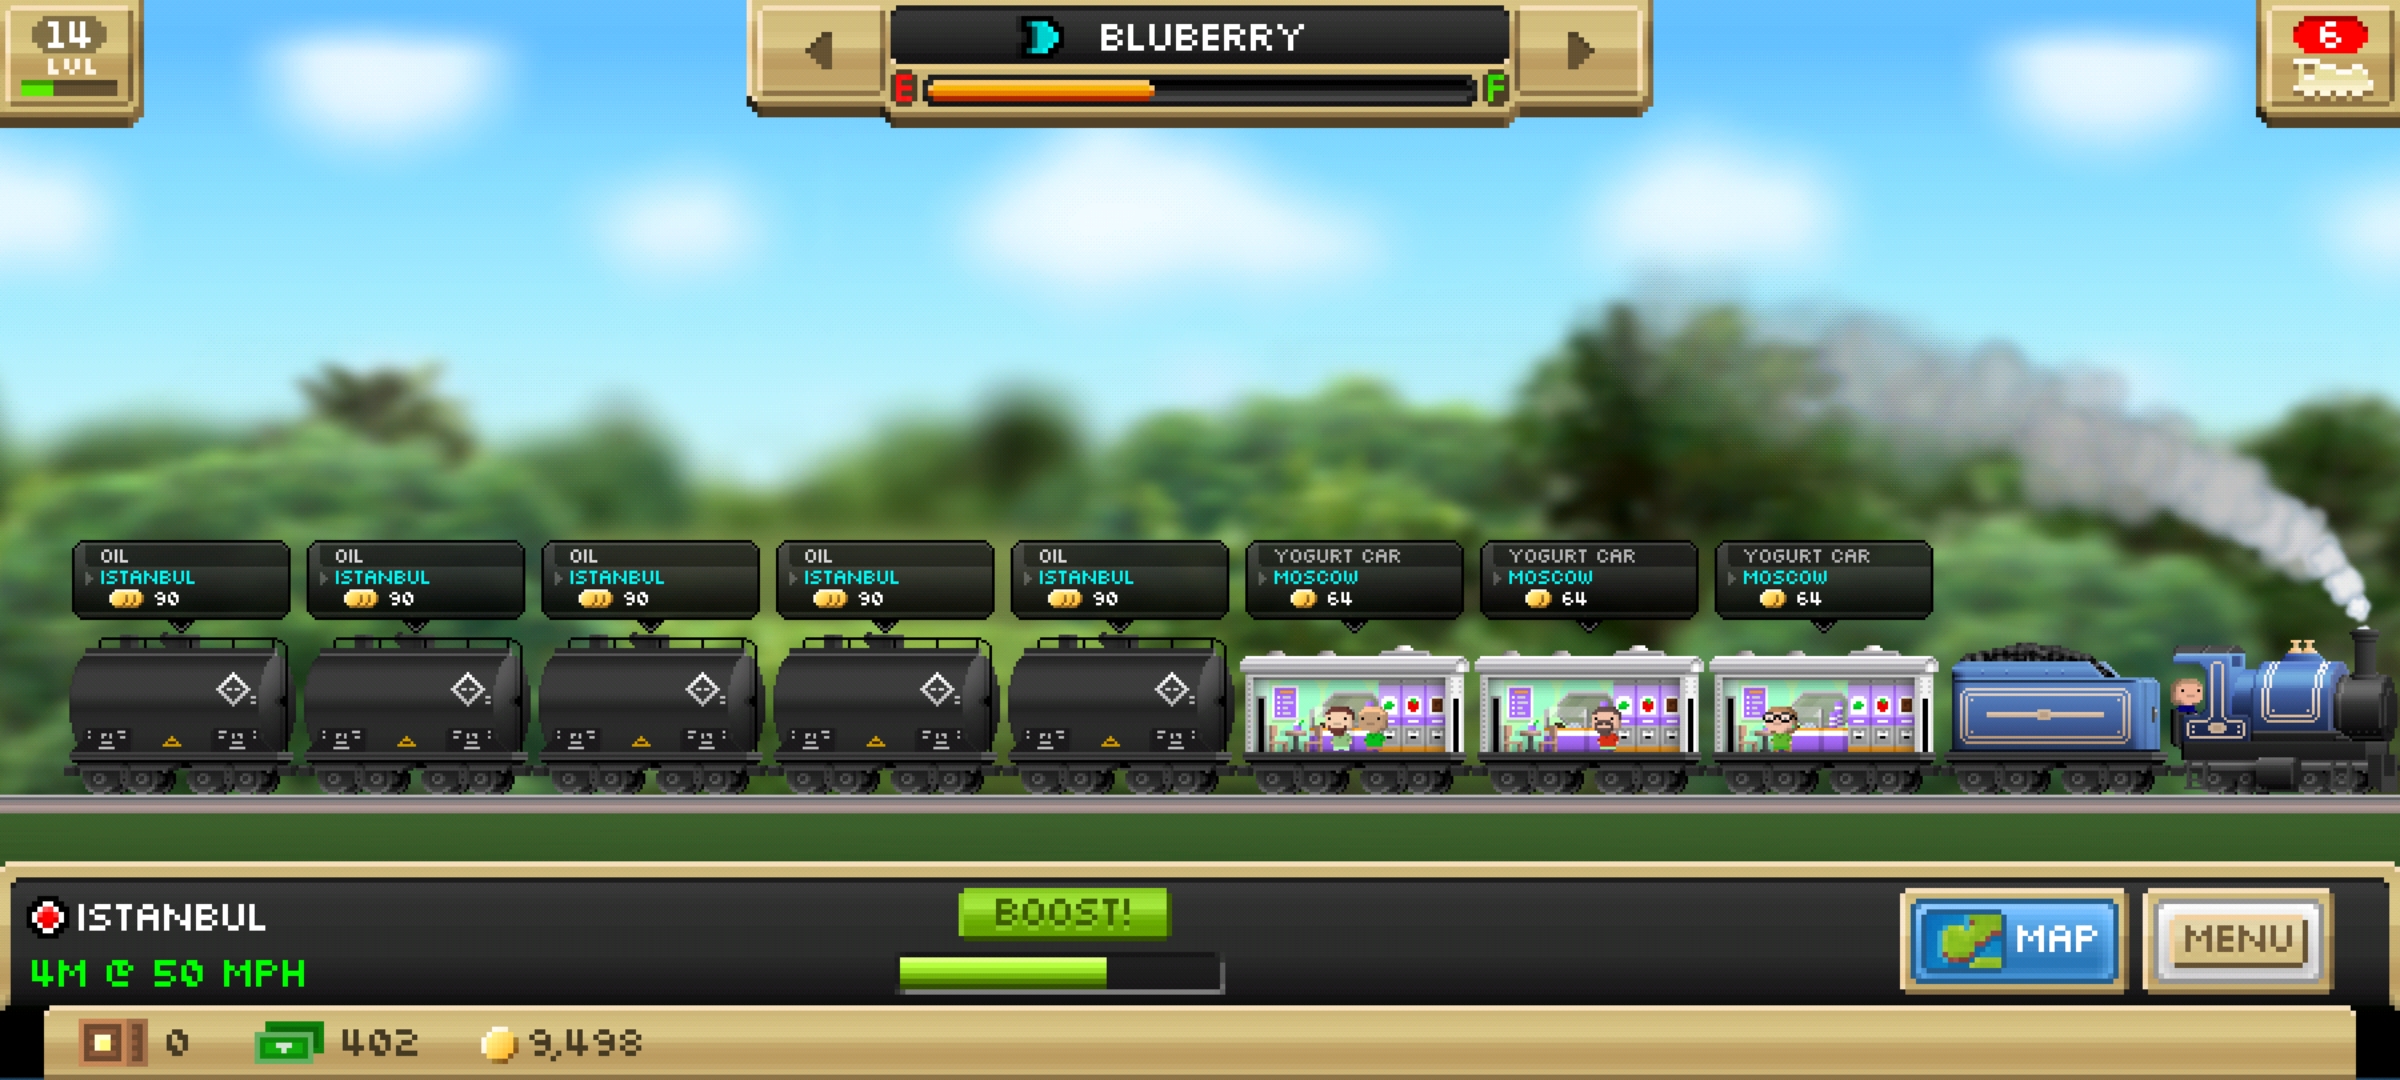 14
LVL
BLUBERRY
E
F
6
OIL
ISTANBUL
90
OIL
ISTANBUL
90
OIL
ISTANBUL
90
OIL
ISTANBUL
90
OIL
ISTANBUL
90
YOGURT CAR
MOSCOW
64
YOGURT CAR
MOSCOW
64
YOGURT CAR
MOSCOW
64
ISTANBUL
4M @ 50 MPH
BOOST!
MAP
MENU
0
402
9,498